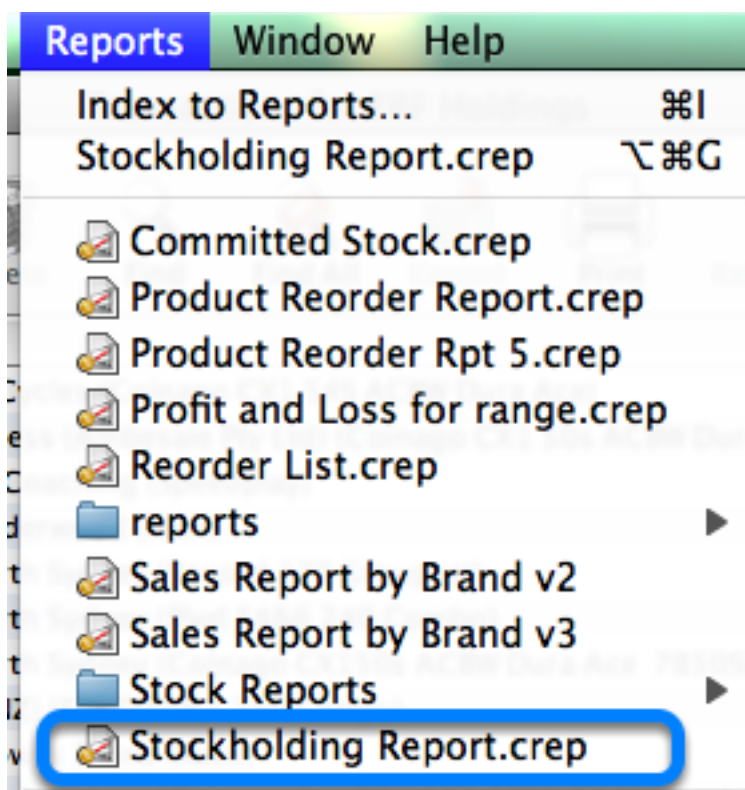 Reports Window Help
Index to Reports... ⌘I
Stockholding Report.crep ⌥⌘G
Committed Stock.crep
Product Reorder Report.crep
Product Reorder Rpt 5.crep
Profit and Loss for range.crep
Reorder List.crep
reports
Sales Report by Brand v2
Sales Report by Brand v3
Stock Reports
Stockholding Report.crep